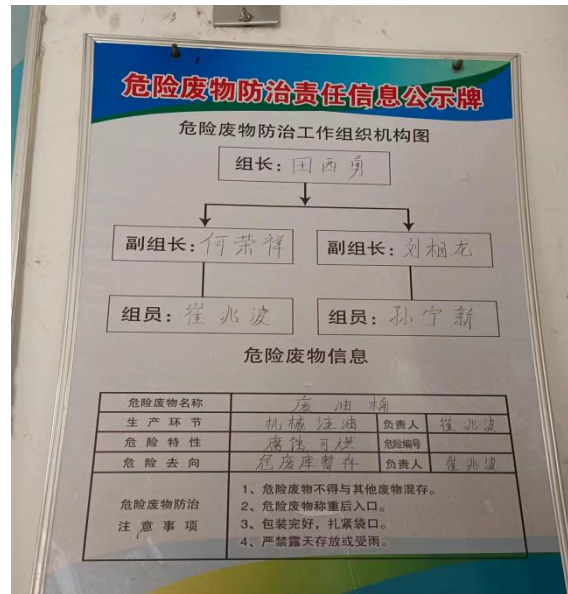 危险废物防治责任信息公示牌
危险废物防治工作组织机构图
组长：田西勇
副组长：何荣祥 副组长：刘相龙
组员：崔兆波 组员：孙宁新
危险废物信息
危险废物名称 废油桶
生产环节 机械注油 负责人 崔兆波
危险特性 腐蚀可燃 危险编号
危险去向 危废库暂存 负责人 崔兆波
危险废物防治
注意事项
1、危险废物不得与其他废物混存。
2、危险废物称重后入口。
3、包装完好，扎紧袋口。
4、严禁露天存放或受雨。